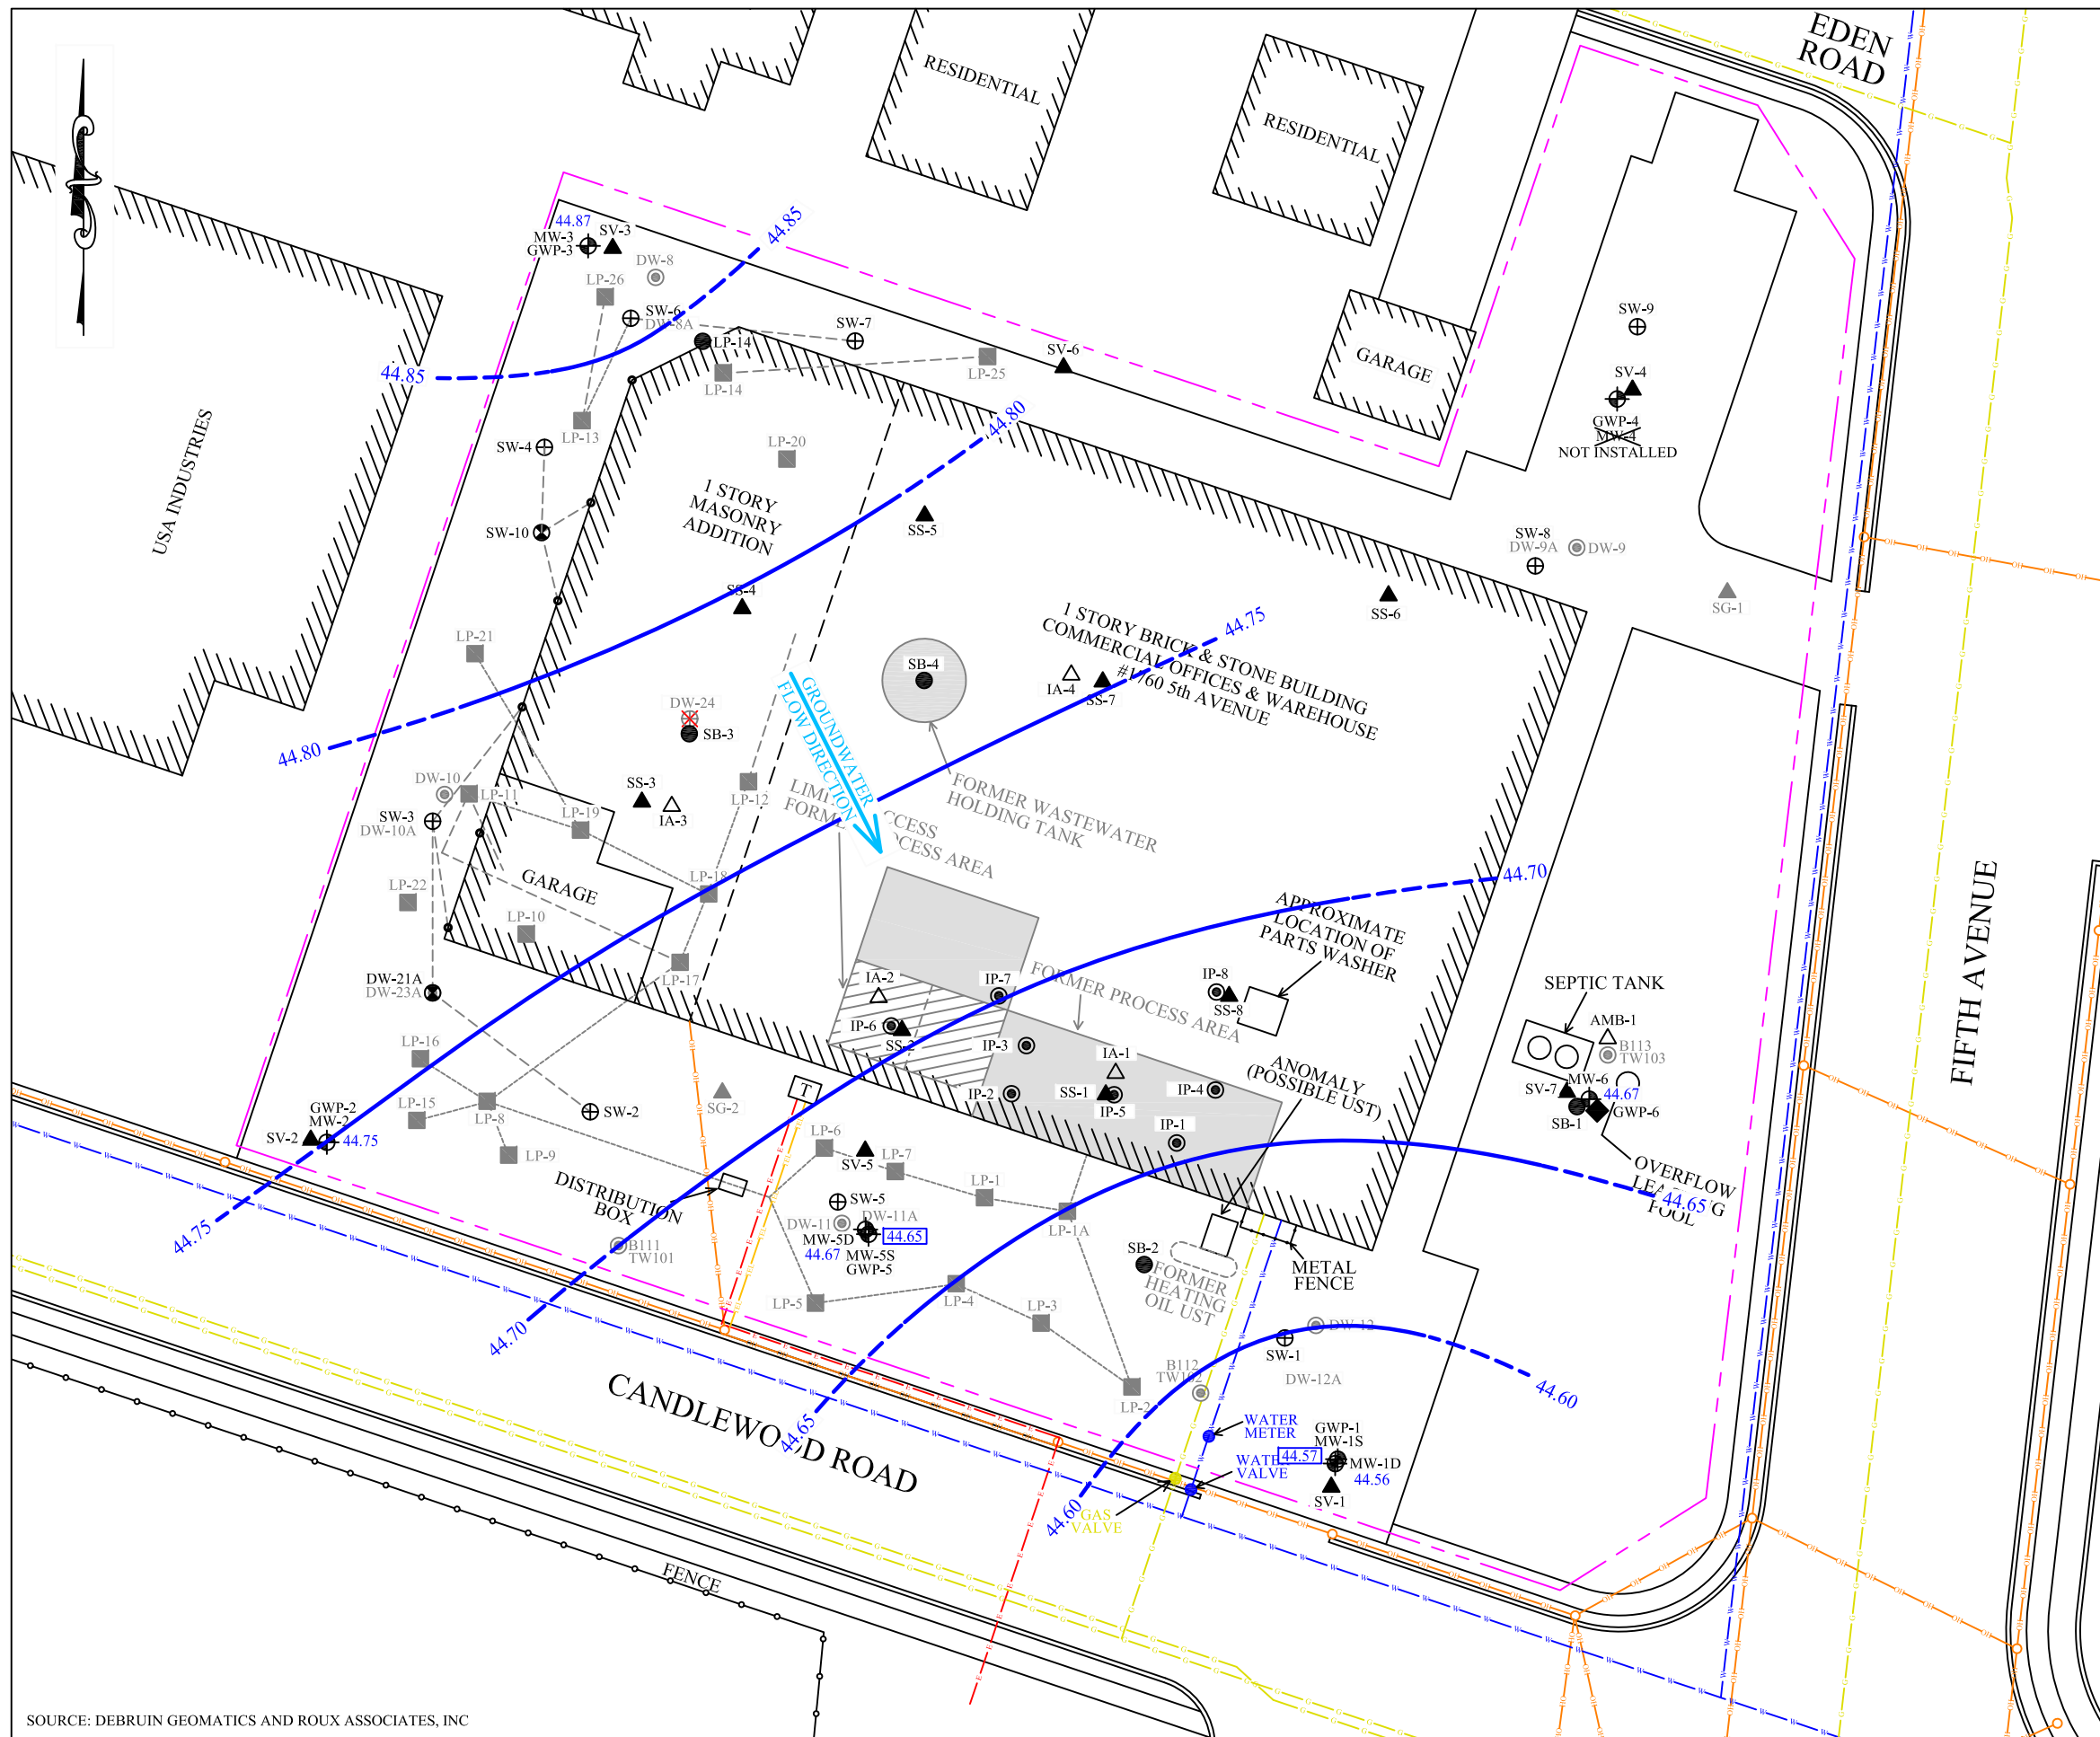 EDEN
ROAD
RESIDENTIAL
RESIDENTIAL
44.87
MW-3
GWP-3
SV-3
44.85
DW-8
LP-26
SW-6
DW-8A
SW-7
LP-14
LP-14
LP-25
SV-6
GARAGE
SW-9
SV-4
GWP-4
MW-4
NOT INSTALLED
44.85
LP-13
SW-4
LP-20
44.80
USA INDUSTRIES
1 STORY
MASONRY
ADDITION
SW-10
SS-5
SW-8
DW-9A
DW-9
SS-4
SS-6
SG-1
LP-21
1 STORY BRICK & STONE BUILDING
COMMERCIAL OFFICES & WAREHOUSE
#1760 5th AVENUE
44.75
SB-4
IA-4
SS-7
DW-24
SB-3
GROUNDWATER
FLOW DIRECTION
44.80
DW-10
LP-11
SS-3
IA-3
LP-12
FORMER WASTEWATER
HOLDING TANK
SW-3
DW-10A
LP-19
44.70
LP-22
GARAGE
LP-18
LP-10
APPROXIMATE
LOCATION OF
PARTS WASHER
FIFTH AVENUE
DW-21A
DW-23A
LP-17
IA-2
IP-7
FORMER PROCESS AREA
IP-8
SS-8
SEPTIC TANK
IP-6
SS-2
IP-3
AMB-1
B113
TW103
LP-16
IA-1
ANOMALY
(POSSIBLE UST)
T
SG-2
IP-2
SS-1
IP-5
IP-4
SV-7
MW-6
44.67
SB-1
GWP-6
LP-15
LP-8
SW-2
GWP-2
MW-2
SV-2
44.75
IP-1
LP-9
LP-6
SV-5
LP-7
OVERFLOW
44.65
POOL
DISTRIBUTION
BOX
LP-1
SW-5
DW-11
DW-11A
LP-1A
44.75
B111
TW101
MW-5D
44.67
44.65
MW-5S
GWP-5
SB-2
METAL
FENCE
FORMER
HEATING
OIL UST
LP-5
LP-4
LP-3
44.70
DW-12
SW-1
B112
TW102
DW-12A
44.60
LP-2
CANDLEWOOD ROAD
44.65
WATER
METER
WATER
VALVE
GWP-1
MW-1S
44.57
MW-1D
44.56
SV-1
44.60
GAS
VALVE
FENCE
SOURCE: DEBRUIN GEOMATICS AND ROUX ASSOCIATES, INC